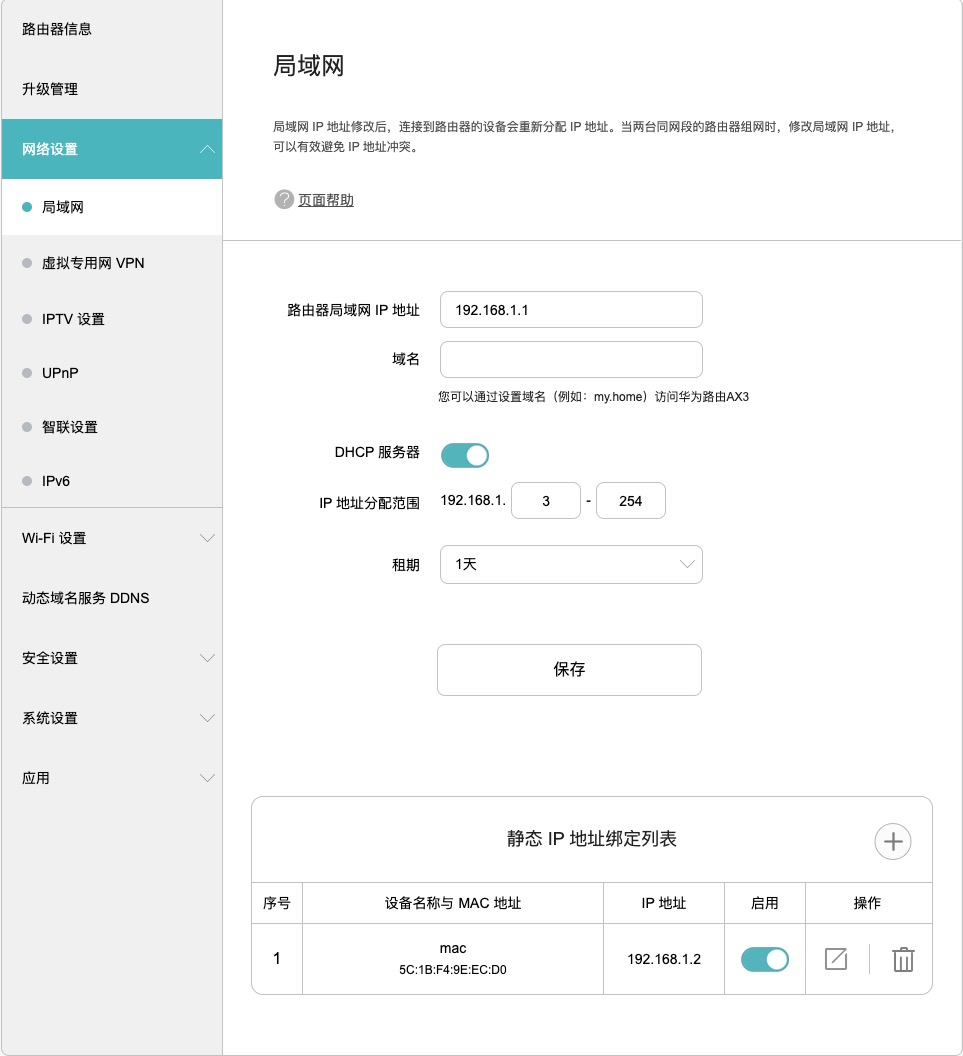 路由器信息
升级管理
网络设置
局域网
虚拟专用网 VPN
IPTV 设置
UPnP
智联设置
IPv6
Wi-Fi 设置
动态域名服务 DDNS
安全设置
系统设置
应用
局域网
局域网 IP 地址修改后，连接到路由器的设备会重新分配 IP 地址。当两台同网段的路由器组网时，修改局域网 IP 地址，
可以有效避免 IP 地址冲突。
? 页面帮助
路由器局域网 IP 地址 192.168.1.1
域名
您可以通过设置域名（例如：my.home）访问华为路由AX3
DHCP 服务器
IP 地址分配范围 192.168.1. 3 - 254
租期 1天
保存
静态 IP 地址绑定列表
序号 设备名称与 MAC 地址 IP 地址 启用 操作
1 mac 192.168.1.2
5C:1B:F4:9E:EC:D0